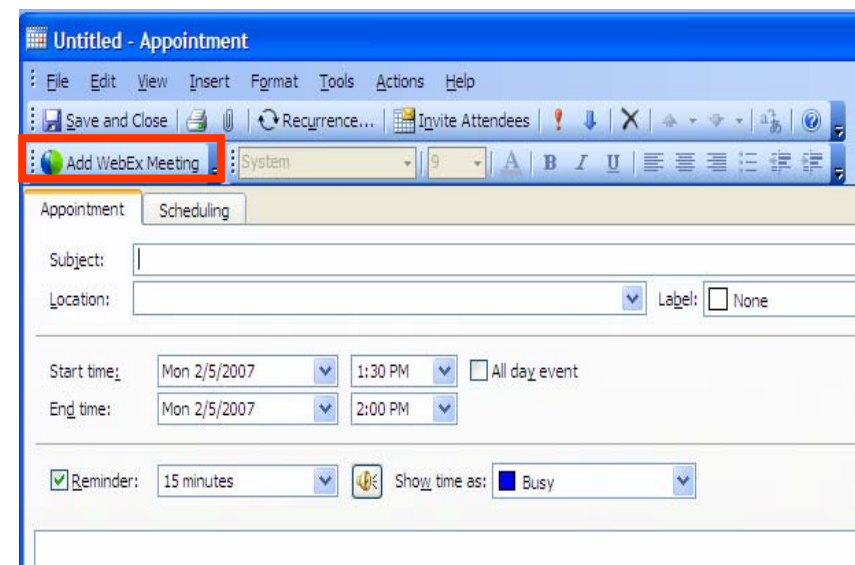 Untitled - Appointment
File Edit View Insert Format Tools Actions Help
Save and Close Recurrence... Invite Attendees
Add WebEx Meeting System 9 A B I U
Appointment Scheduling
Subject:
Location: Label: None
Start time: Mon 2/5/2007 1:30 PM All day event
End time: Mon 2/5/2007 2:00 PM
Reminder: 15 minutes Show time as: Busy